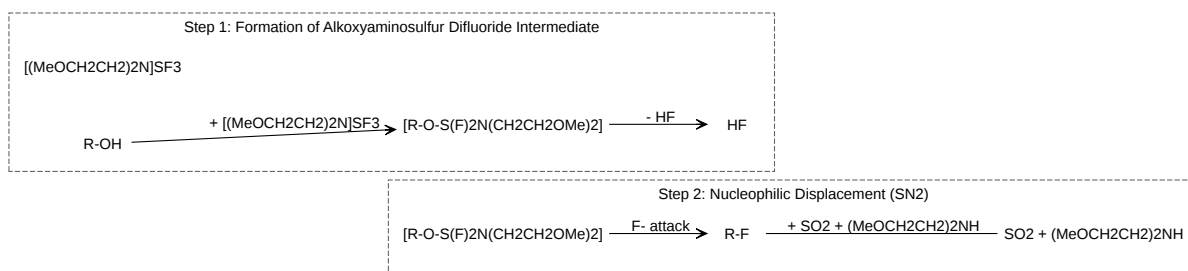 Step 1: Formation of Alkoxyaminosulfur Difluoride Intermediate
[(MeOCH2CH2)2N]SF3
R-OH
+ [(MeOCH2CH2)2N]SF3
[R-O-S(F)2N(CH2CH2OMe)2]
- HF
HF
Step 2: Nucleophilic Displacement (SN2)
[R-O-S(F)2N(CH2CH2OMe)2]
F- attack
R-F
+ SO2 + (MeOCH2CH2)2NH
SO2 + (MeOCH2CH2)2NH